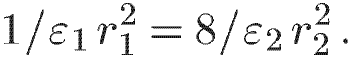 1/ε₁ r₁² = 8/ε₂ r₂² .